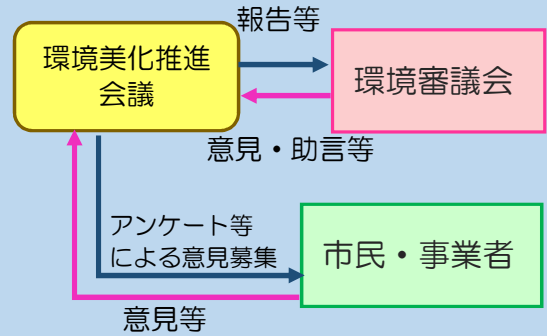 報告等
環境美化推進
会議
環境審議会
意見・助言等
アンケート等
による意見募集
市民・事業者
意見等